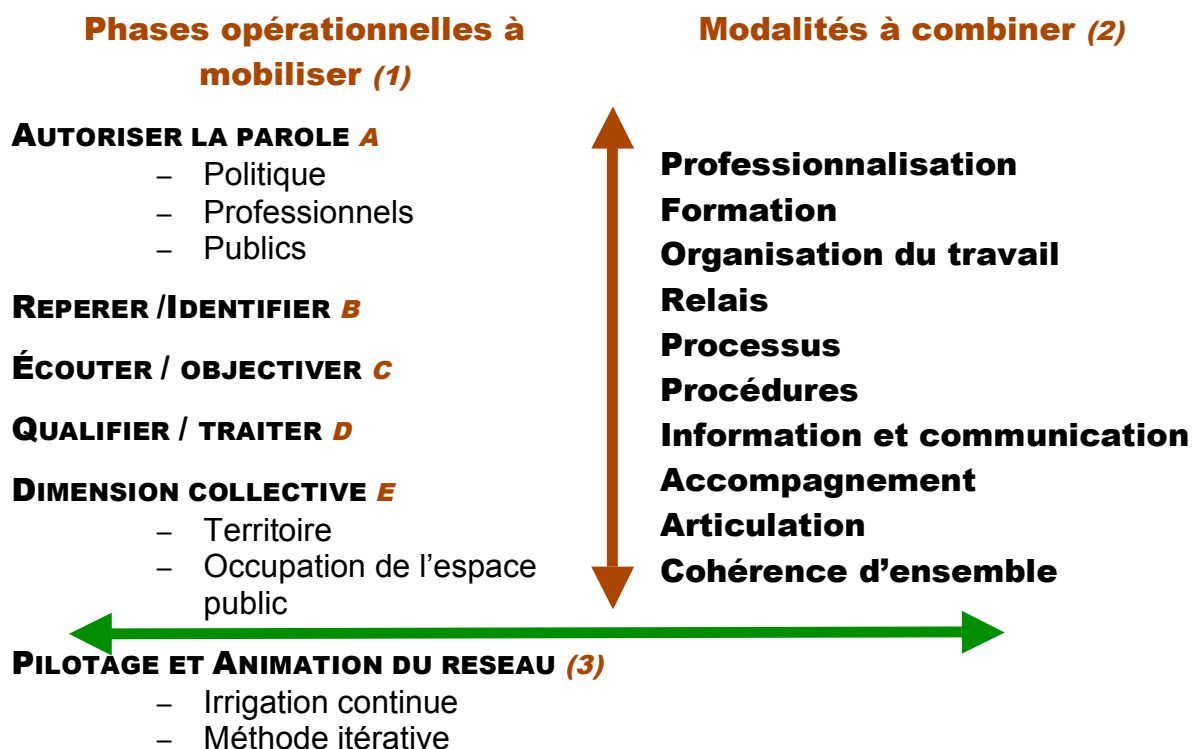 Phases opérationnelles à
mobiliser (1)
AUTORISER LA PAROLE A
– Politique
– Professionnels
– Publics
REPERER /IDENTIFIER B
ÉCOUTER / OBJECTIVER C
QUALIFIER / TRAITER D
DIMENSION COLLECTIVE E
– Territoire
– Occupation de l’espace
public
Modalités à combiner (2)
Professionnalisation
Formation
Organisation du travail
Relais
Processus
Procédures
Information et communication
Accompagnement
Articulation
Cohérence d’ensemble
PILOTAGE ET ANIMATION DU RESEAU (3)
– Irrigation continue
– Méthode itérative